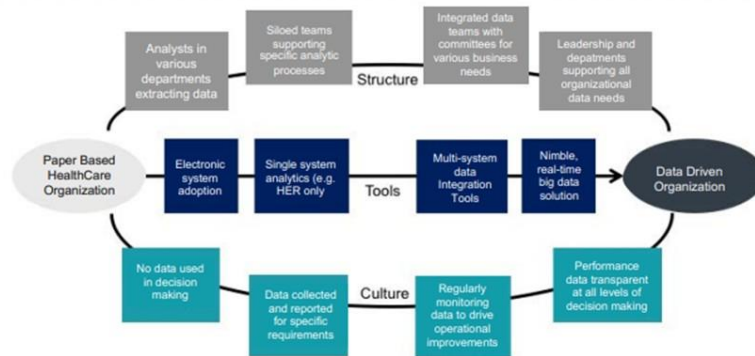 Analysts in
various
departments
extracting data
Siloed teams
supporting
specific analytic
processes
Structure
Integrated data
teams with
committees for
various business
needs
Leadership and
depatments
supporting all
organizational
data needs
Paper Based
HealthCare
Organization
Electronic
system
adoption
Single system
analytics (e.g.
HER only
Tools
Multi-system
data
Integration
Tools
Nimble,
real-time
big data
solution
Data Driven
Organization
No data used
in decision
making
Data collected
and reported
for specific
requirements
Culture
Regularly
monitoring
data to drive
operational
improvements
Performance
data transparent
at all levels of
decision making